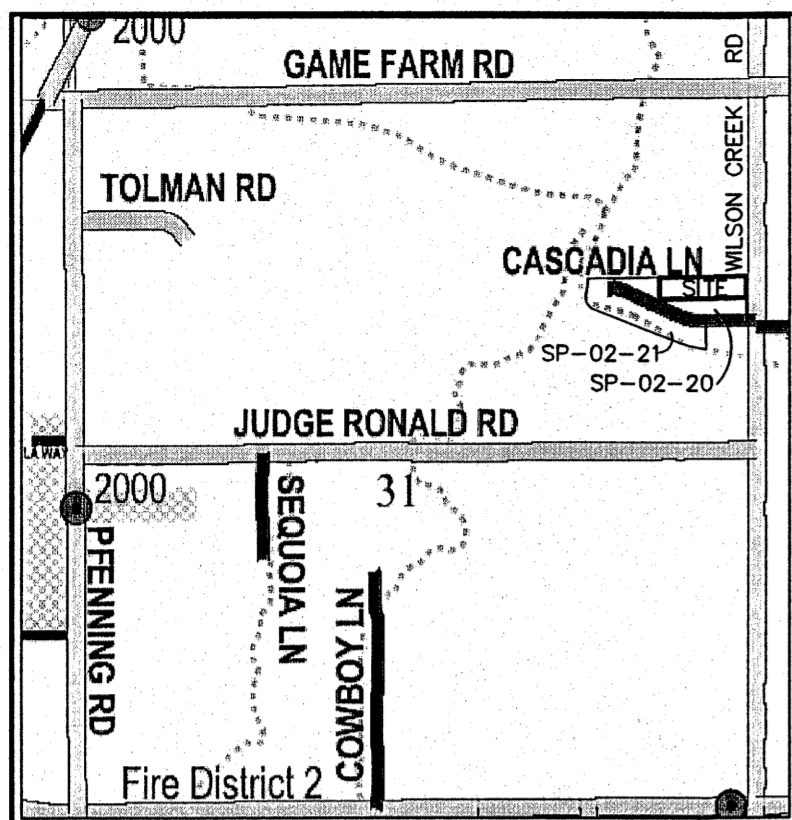 2000
GAME FARM RD
WILSON CREEK RD
TOLMAN RD
CASCADIA LN
SITE
SP-02-21
SP-02-20
JUDGE RONALD RD
LA WAY
2000
31
SEQUOIA LN
PFENNING RD
COWBOY LN
Fire District 2